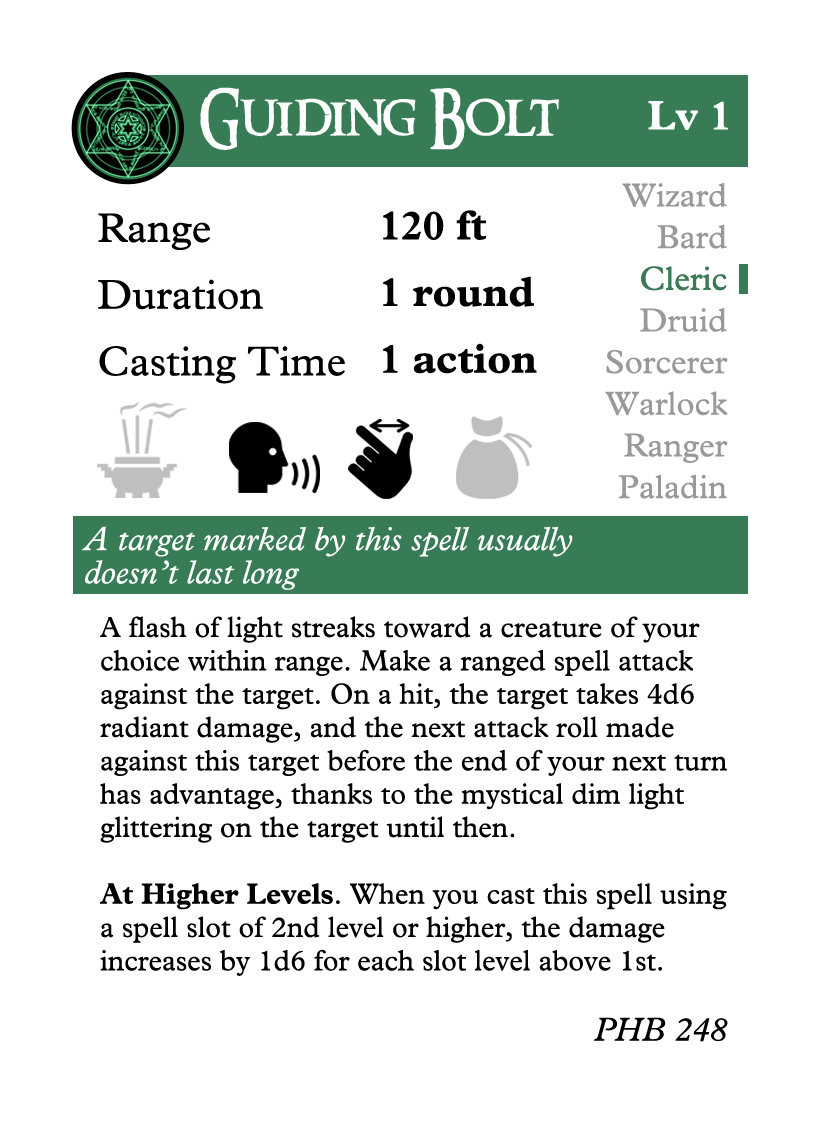 Guiding Bolt
Lv 1
Range 120 ft
Duration 1 round
Casting Time 1 action
Wizard
Bard
Cleric
Druid
Sorcerer
Warlock
Ranger
Paladin
A target marked by this spell usually
doesn’t last long
A flash of light streaks toward a creature of your
choice within range. Make a ranged spell attack
against the target. On a hit, the target takes 4d6
radiant damage, and the next attack roll made
against this target before the end of your next turn
has advantage, thanks to the mystical dim light
glittering on the target until then.
At Higher Levels. When you cast this spell using
a spell slot of 2nd level or higher, the damage
increases by 1d6 for each slot level above 1st.
PHB 248